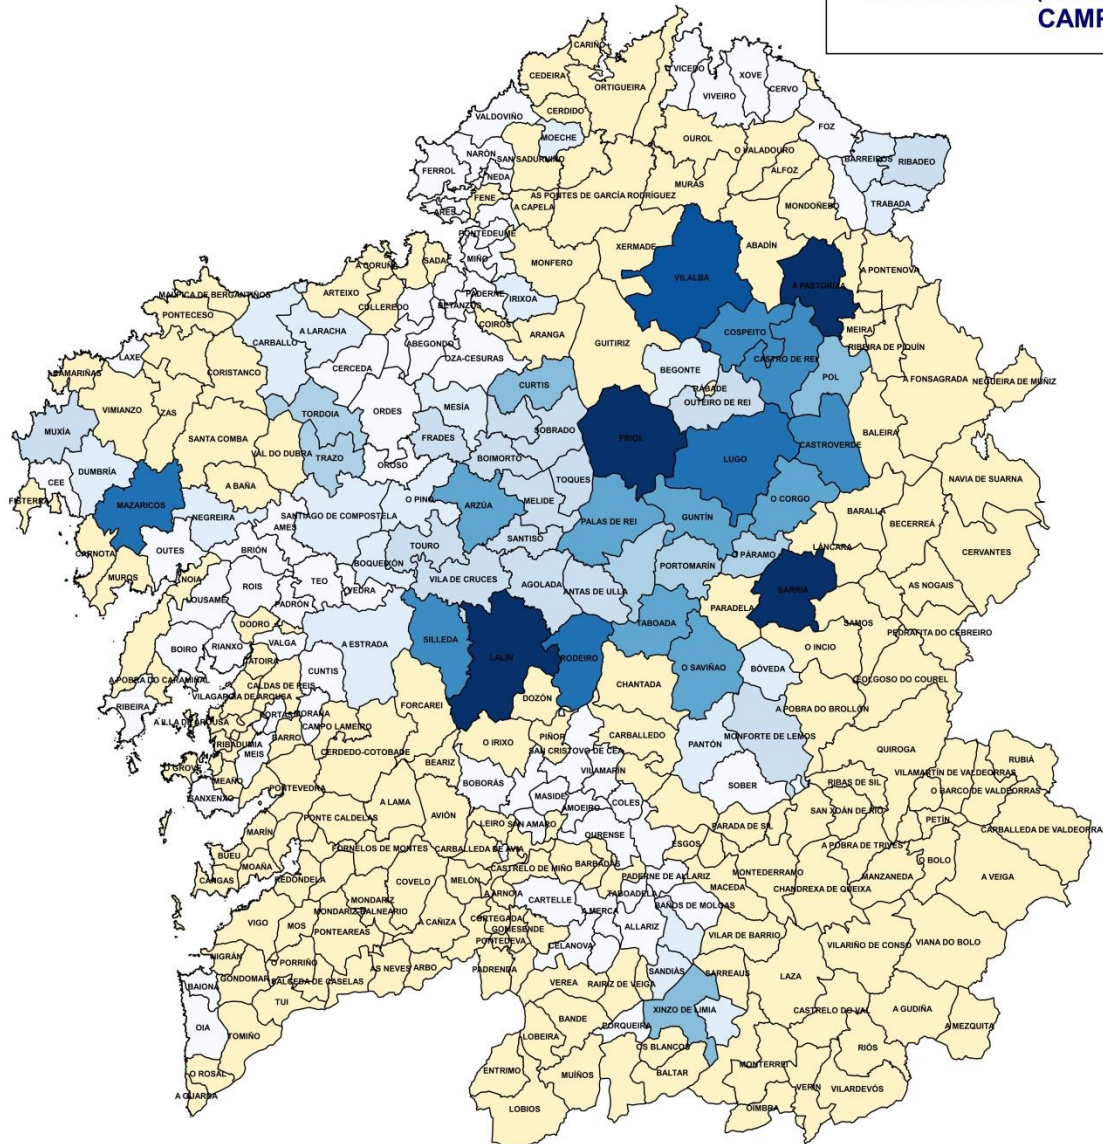 CAMP
CARIÑO
CEDEIRA
ORTIGUEIRA
VICEDO
XOVE
VIVEIRO
CERVO
CERDIDO
VALDOVIÑO
MOECHE
FOZ
OUROL
O VALADOURO
BARREIROS
RIBADEO
NARÓN
SAN SADURNIÑO
FERROL
NEDA
ALFOZ
MURAS
AS PONTES DE GARCÍA RODRÍGUEZ
FENE
A CAPELA
ARES
TRABADA
MONDOÑEDO
PONTEDEUME
XERMADE
ABADÍN
MIÑO
MONFERO
SADA
A CORUÑA
VILALBA
A PONTENOVA
A PASTORIZA
ARTEIXO
CULLEREDO
PADERNE
IRIXOA
BETANZOS
MALPICA DE BERGANTIÑOS
PONTECESO
COIRÓS
ARANGA
A LARACHA
CARBALLO
ABEGONDO
GUITIRIZ
COSPEITO
MEIRA
RIBEIRA DE PIQUÍN
LAXE
OZA-CESURAS
CASTRO DE REI
CERCEDA
CAMARIÑAS
CORISTANCO
BEGONTE
POL
A FONSAGRADA
NEGUEIRA DE MUÑIZ
CURTIS
RÁBADE
OUTEIRO DE REI
VIMIANZO
ZAS
TORDOIA
ORDES
MESÍA
SOBRADO
MUXÍA
SANTA COMBA
VAL DO DUBRA
FRADES
FRIOL
LUGO
CASTROVERDE
BALEIRA
TRAZO
OROSO
BOIMORTO
DUMBRÍA
CEE
A BAÑA
TOQUES
NAVIA DE SUARNA
FISTERRA
MAZARICOS
O PINO
ARZÚA
MELIDE
O CORGO
NEGREIRA
SANTIAGO DE COMPOSTELA
PALAS DE REI
GUNTÍN
BARALLA
BECERREÁ
AMES
OUTES
BRIÓN
TOURO
SANTISO
LÁNCARA
CERVANTES
CARNOTA
O PÁRAMO
BOQUEIXÓN
PORTOMARÍN
MUROS
NOIA
TEO
VILA DE CRUCES
AGOLADA
ANTAS DE ULLA
SARRIA
AS NOGAIS
LOUSAME
ROIS
VEDRA
PADRÓN
PARADELA
DODRO
TABOADA
SAMOS
PEDRAFITA DO CEBREIRO
VALGA
A ESTRADA
SILLEDA
BOIRO
RIANXO
LALÍN
RODEIRO
O INCIO
CATOIRA
O SAVIÑAO
BÓVEDA
CUNTIS
A POBRA DO CARAMIÑAL
CALDAS DE REIS
CHANTADA
FOLGOSO DO COUREL
VILAGARCÍA DE AROUSA
DOZÓN
FORCAREI
RIBEIRA
PORTAS
MORAÑA
A POBRA DO BROLLÓN
A ILLA DE AROUSA
CAMPO LAMEIRO
PIÑOR
CARBALLEDO
MONFORTE DE LEMOS
BARRO
O IRIXO
RIBADUMIA
MEIS
CERDEDO-COTOBADE
SAN CRISTOVO DE CEA
PANTÓN
QUIROGA
RUBIÁ
BEARIZ
O GROVE
VILAMARÍN
VILAMARTÍN DE VALDEORRAS
MEAÑO
PONTEVEDRA
BOBORÁS
RIBAS DE SIL
SOBER
O BARCO DE VALDEORRAS
SANXENXO
MASIDE
A LAMA
AMOEIRO
COLES
SAN XOÁN DE RÍO
PETÍN
PONTE CALDELAS
AVIÓN
LEIRO
SAN AMARO
PARADA DE SIL
MARÍN
OURENSE
CARBALLEDA DE VALDEORRAS
ESGOS
A POBRA DE TRIVES
BUEU
FORNELOS DE MONTES
CARBALLEDA DE AVIA
O BOLO
MOAÑA
BARBADÁS
CASTRELO DE MIÑO
MONTEDERRAMO
CANGAS
REDONDELA
COVELO
MELÓN
PADERNE DE ALLARIZ
MANZANEDA
A VEIGA
MACEDA
CHANDREXA DE QUEIXA
A ARNOIA
TABOADELA
MONDARIZ
CARTELLE
BAÑOS DE MOLGAS
MONDARIZ-BALNEARIO
A MERCA
VIGO
MOS
A CAÑIZA
CORTEGADA
ALLARIZ
PONTEAREAS
GOMESENDE
VILAR DE BARRIO
VILARIÑO DE CONSO
VIANA DO BOLO
PONTEDEVA
CELANOVA
NIGRÁN
O PORRIÑO
AS NEVES
ARBO
PADRENDA
SANDIÁS
SARREAUS
GONDOMAR
SALCEDA DE CASELAS
VEREA
RAIRIZ DE VEIGA
LAZA
BAIONA
TUI
XINZO DE LIMIA
CASTRELO DO VAL
A GUDIÑA
BANDE
OIA
PORQUEIRA
A MEZQUITA
TOMIÑO
LOBEIRA
OS BLANCOS
RIÓS
MONTERREI
ENTRIMO
MUÍÑOS
BALTAR
O ROSAL
VERÍN
VILARDEVÓS
A GUARDA
LOBIOS
OÍMBRA